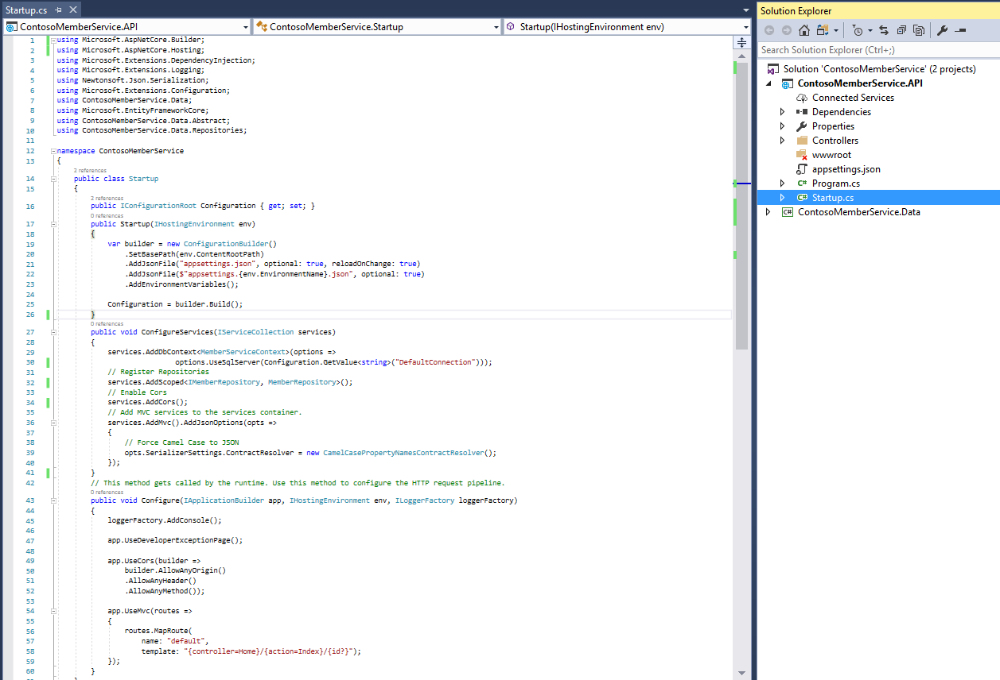 Startup.cs
ContosoMemberService.API
ContosoMemberService.Startup
Startup(IHostingEnvironment env)
1 using Microsoft.AspNetCore.Builder;
2 using Microsoft.AspNetCore.Hosting;
3 using Microsoft.Extensions.DependencyInjection;
4 using Microsoft.Extensions.Logging;
5 using Newtonsoft.Json.Serialization;
6 using Microsoft.Extensions.Configuration;
7 using ContosoMemberService.Data;
8 using Microsoft.EntityFrameworkCore;
9 using ContosoMemberService.Data.Abstract;
10 using ContosoMemberService.Data.Repositories;
11
12 namespace ContosoMemberService
13 {
2 references
14 public class Startup
15 {
2 references
16 public IConfigurationRoot Configuration { get; set; }
0 references
17 public Startup(IHostingEnvironment env)
18 {
19 var builder = new ConfigurationBuilder()
20 .SetBasePath(env.ContentRootPath)
21 .AddJsonFile("appsettings.json", optional: true, reloadOnChange: true)
22 .AddJsonFile($"appsettings.{env.EnvironmentName}.json", optional: true)
23 .AddEnvironmentVariables();
24
25 Configuration = builder.Build();
26 }
0 references
27 public void ConfigureServices(IServiceCollection services)
28 {
29 services.AddDbContext<MemberServiceContext>(options =>
30 options.UseSqlServer(Configuration.GetValue<string>("DefaultConnection")));
31 // Register Repositories
32 services.AddScoped<IMemberRepository, MemberRepository>();
33 // Enable Cors
34 services.AddCors();
35 // Add MVC services to the services container.
36 services.AddMvc().AddJsonOptions(opts =>
37 {
38 // Force Camel Case to JSON
39 opts.SerializerSettings.ContractResolver = new CamelCasePropertyNamesContractResolver();
40 });
41 }
42 // This method gets called by the runtime. Use this method to configure the HTTP request pipeline.
0 references
43 public void Configure(IApplicationBuilder app, IHostingEnvironment env, ILoggerFactory loggerFactory)
44 {
45 loggerFactory.AddConsole();
46
47 app.UseDeveloperExceptionPage();
48
49 app.UseCors(builder =>
50 builder.AllowAnyOrigin()
51 .AllowAnyHeader()
52 .AllowAnyMethod());
53
54 app.UseMvc(routes =>
55 {
56 routes.MapRoute(
57 name: "default",
58 template: "{controller=Home}/{action=Index}/{id?}");
59 });
60 }
Solution Explorer
Search Solution Explorer (Ctrl+;)
Solution 'ContosoMemberService' (2 projects)
ContosoMemberService.API
Connected Services
Dependencies
Properties
Controllers
wwwroot
appsettings.json
C# Program.cs
C# Startup.cs
C# ContosoMemberService.Data